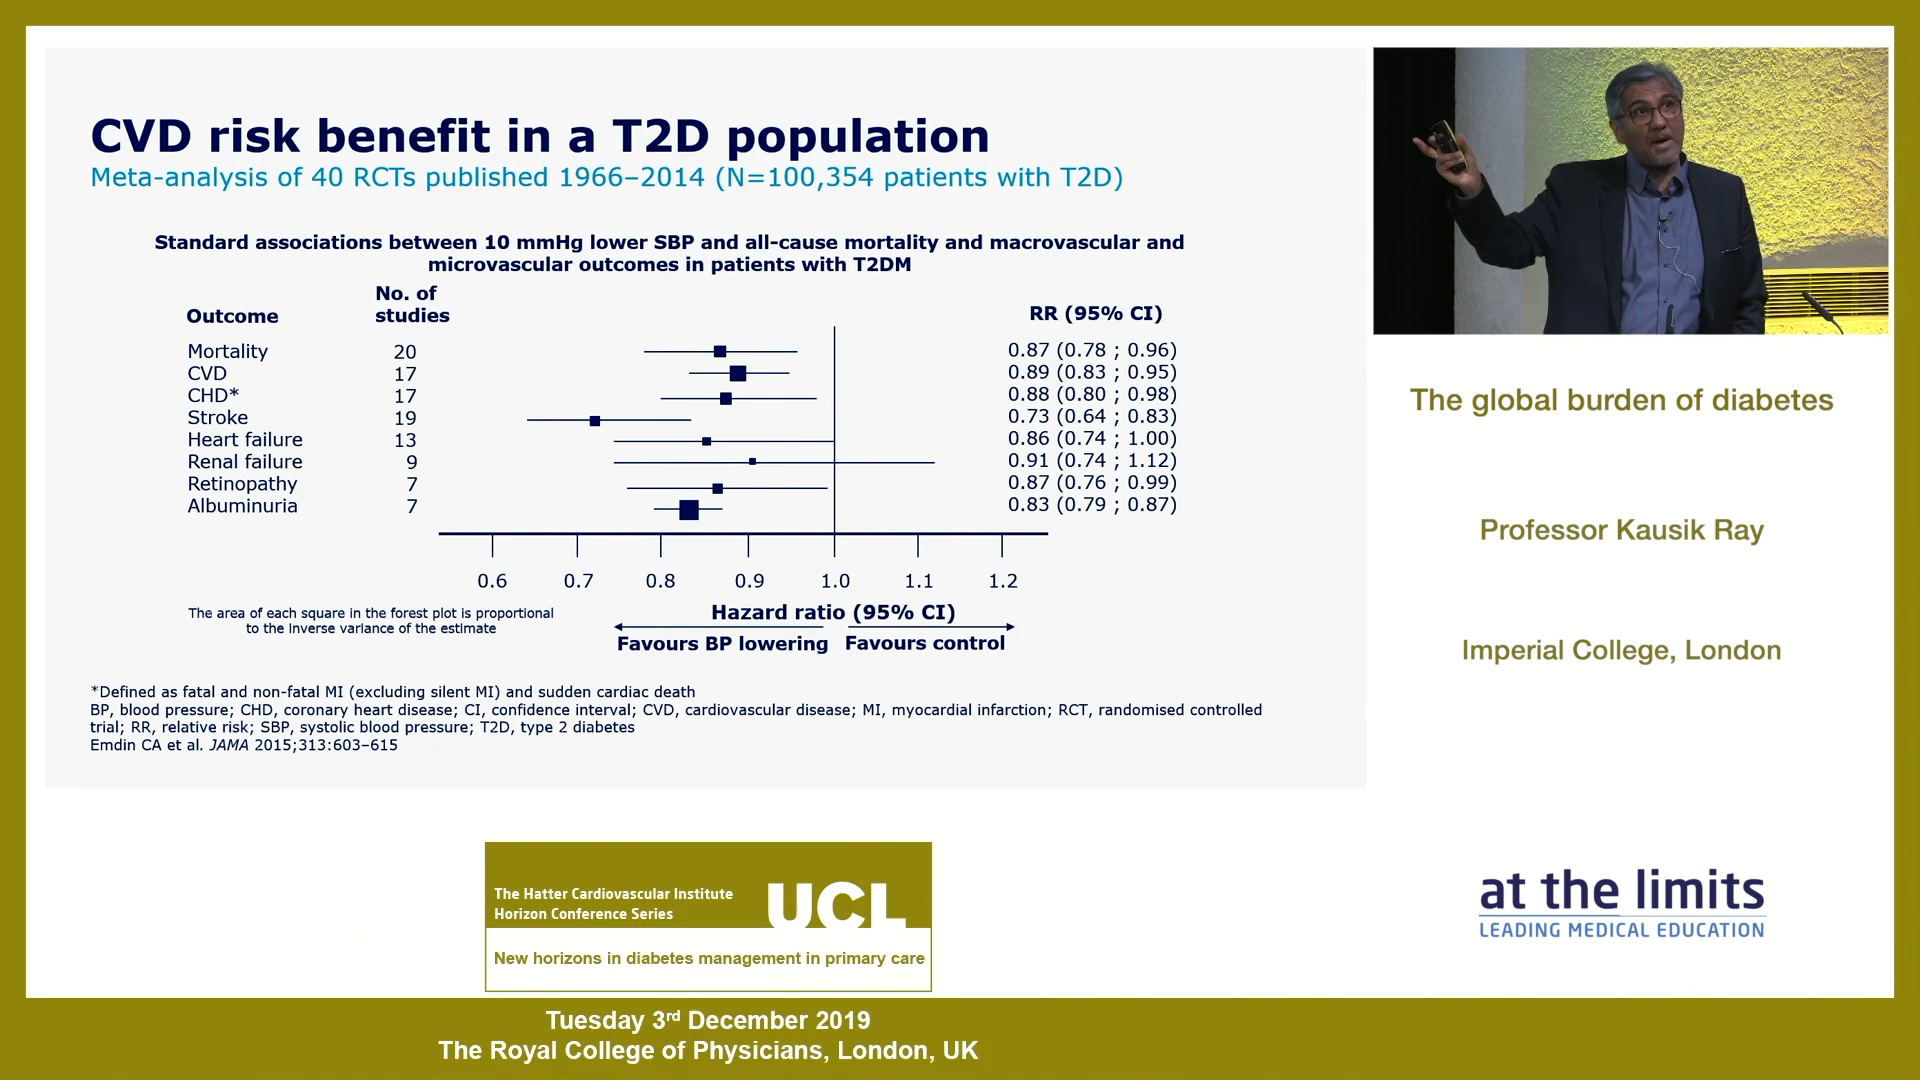 CVD risk benefit in a T2D population
Meta-analysis of 40 RCTs published 1966–2014 (N=100,354 patients with T2D)
Standard associations between 10 mmHg lower SBP and all-cause mortality and macrovascular and
microvascular outcomes in patients with T2DM
Outcome No. of studies RR (95% CI)
Mortality 20 0.87 (0.78 ; 0.96)
CVD 17 0.89 (0.83 ; 0.95)
CHD* 17 0.88 (0.80 ; 0.98)
Stroke 19 0.73 (0.64 ; 0.83)
Heart failure 13 0.86 (0.74 ; 1.00)
Renal failure 9 0.91 (0.74 ; 1.12)
Retinopathy 7 0.87 (0.76 ; 0.99)
Albuminuria 7 0.83 (0.79 ; 0.87)
0.6 0.7 0.8 0.9 1.0 1.1 1.2
Hazard ratio (95% CI)
Favours BP lowering Favours control
The area of each square in the forest plot is proportional
to the inverse variance of the estimate
*Defined as fatal and non-fatal MI (excluding silent MI) and sudden cardiac death
BP, blood pressure; CHD, coronary heart disease; CI, confidence interval; CVD, cardiovascular disease; MI, myocardial infarction; RCT, randomised controlled
trial; RR, relative risk; SBP, systolic blood pressure; T2D, type 2 diabetes
Emdin CA et al. JAMA 2015;313:603–615
The global burden of diabetes
Professor Kausik Ray
Imperial College, London
The Hatter Cardiovascular Institute
Horizon Conference Series
UCL
New horizons in diabetes management in primary care
at the limits
LEADING MEDICAL EDUCATION
Tuesday 3rd December 2019
The Royal College of Physicians, London, UK